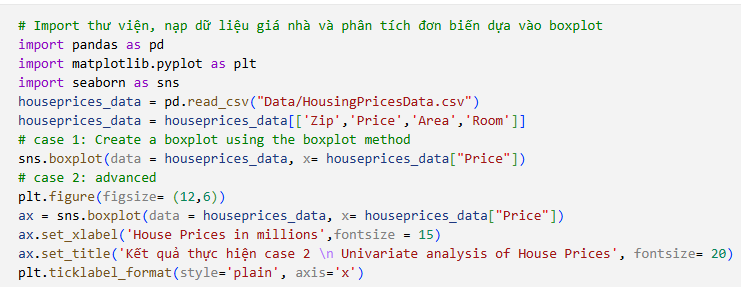 # Import thư viện, nạp dữ liệu giá nhà và phân tích đơn biến dựa vào boxplot
import pandas as pd
import matplotlib.pyplot as plt
import seaborn as sns
houseprices_data = pd.read_csv("Data/HousingPricesData.csv")
houseprices_data = houseprices_data[['Zip','Price','Area','Room']]
# case 1: Create a boxplot using the boxplot method
sns.boxplot(data = houseprices_data, x= houseprices_data["Price"])
# case 2: advanced
plt.figure(figsize= (12,6))
ax = sns.boxplot(data = houseprices_data, x= houseprices_data["Price"])
ax.set_xlabel('House Prices in millions',fontsize = 15)
ax.set_title('Kết quả thực hiện case 2 \n Univariate analysis of House Prices', fontsize= 20)
plt.ticklabel_format(style='plain', axis='x')